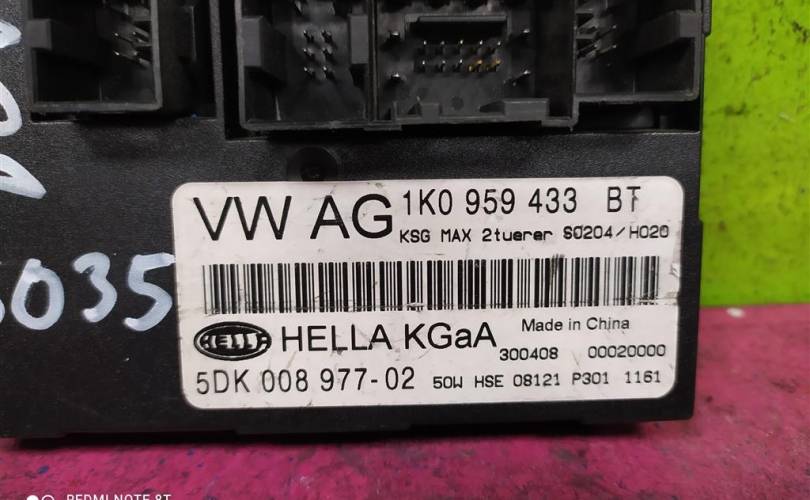 VW AG 1K0 959 433 BT
KSG MAX 2tuerer S0204/H020
HELLA HELLA KGaA Made in China
300408 00020000
5DK 008 977-02 50W HSE 08121 P301 1161
035
REDMI NOTE 8T